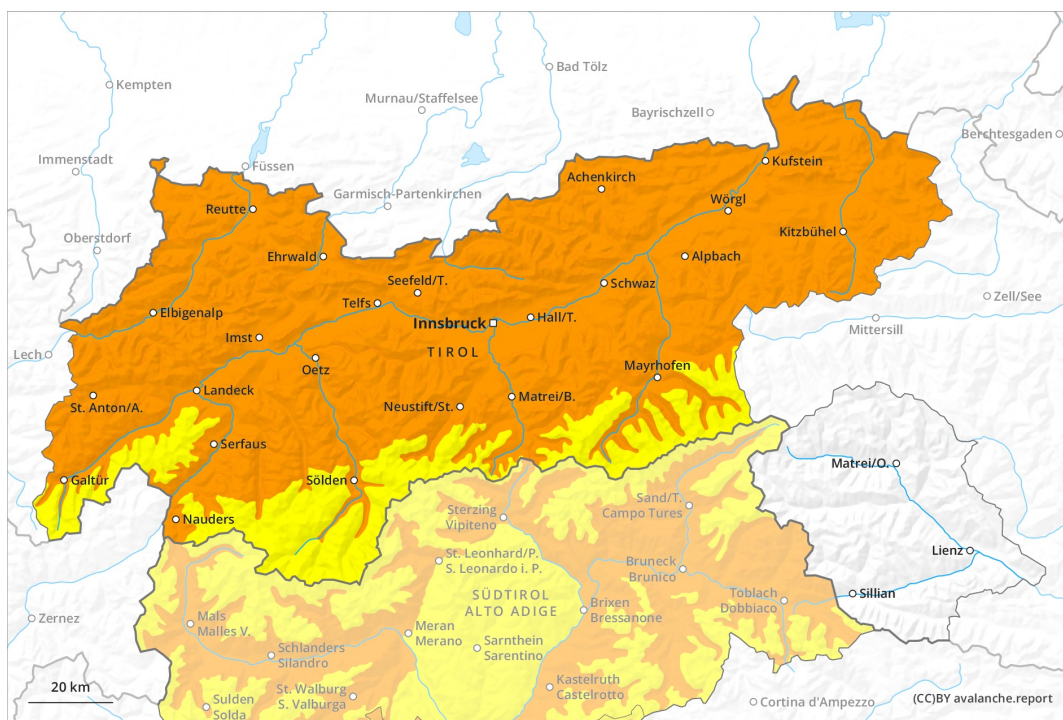 Kempten
Bad Tölz
Murnau/Staffelsee
Bayrischzell
Berchtesgaden
Immenstadt
Füssen
Kufstein
Achenkirch
Garmisch-Partenkirchen
Wörgl
Reutte
Oberstdorf
Kitzbühel
Ehrwald
Alpbach
Seefeld/T.
Schwaz
Zell/See
Telfs
Elbigenalp
Innsbruck
Hall/T.
Mittersill
Imst
Lech
TIROL
Oetz
Mayrhofen
Landeck
St. Anton/A.
Neustift/St.
Matrei/B.
Serfaus
Matrei/O.
Galtür
Sölden
Sand/T.
Campo Tures
Sterzing
Vipiteno
Nauders
Lienz
St. Leonhard/P.
S. Leonardo i. P.
Bruneck
Brunico
SÜDTIROL
ALTO ADIGE
Sillian
Toblach
Dobbiaco
Brixen
Bressanone
Zernez
Mals
Malles V.
Meran
Merano
Sarnthein
Sarentino
Schlanders
Silandro
20 km
St. Walburg
S. Valburga
Kastelruth
Castelrotto
Sulden
Solda
Cortina d'Ampezzo
(CC)BY avalanche.report